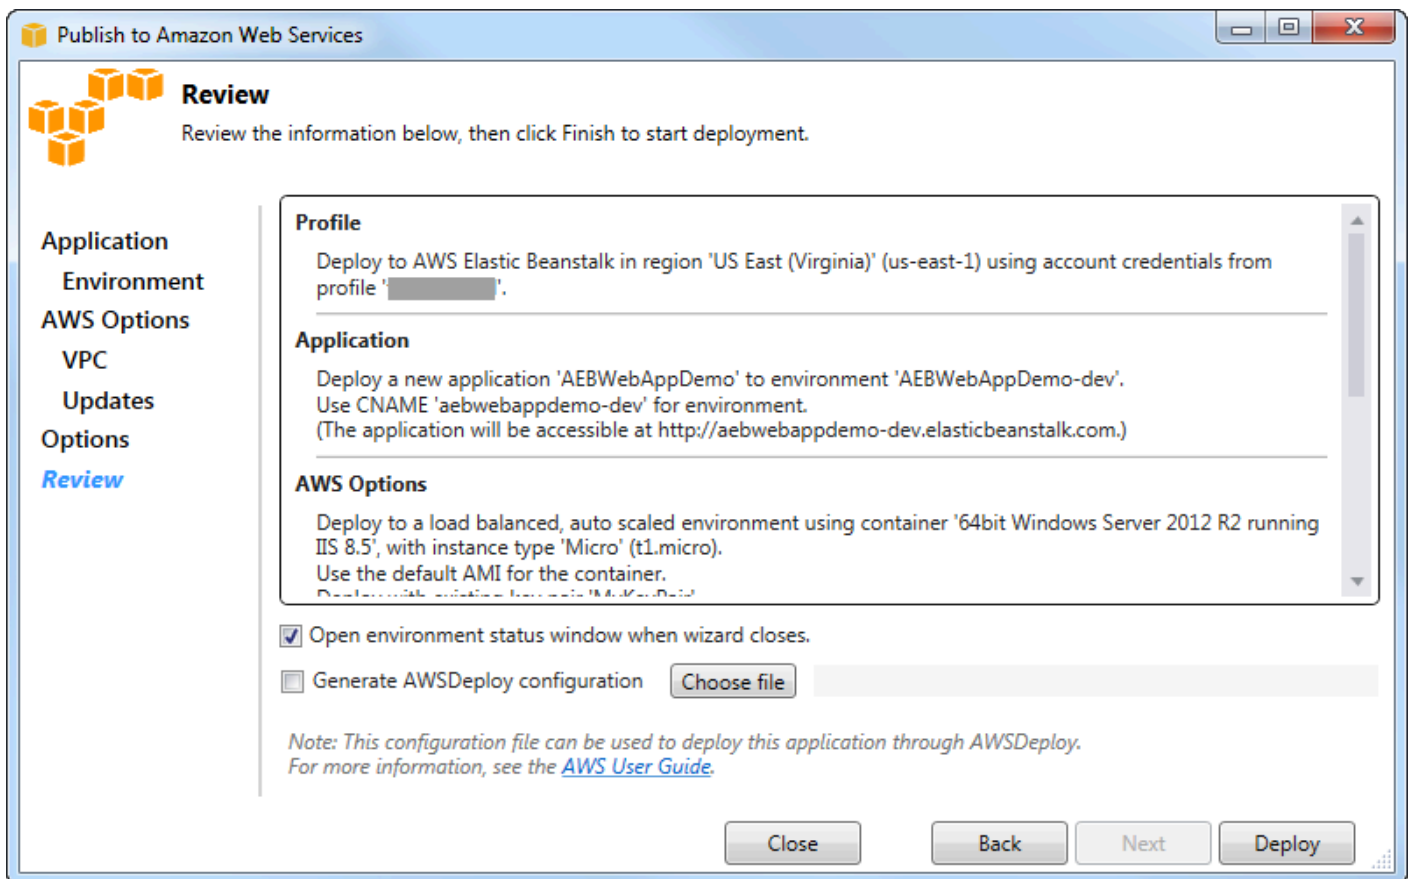 Publish to Amazon Web Services
Review
Review the information below, then click Finish to start deployment.
Application
Environment
AWS Options
VPC
Updates
Options
Review
Profile
Deploy to AWS Elastic Beanstalk in region 'US East (Virginia)' (us-east-1) using account credentials from
profile ' '.
Application
Deploy a new application 'AEBWebAppDemo' to environment 'AEBWebAppDemo-dev'.
Use CNAME 'aebwebappdemo-dev' for environment.
(The application will be accessible at http://aebwebappdemo-dev.elasticbeanstalk.com.)
AWS Options
Deploy to a load balanced, auto scaled environment using container '64bit Windows Server 2012 R2 running
IIS 8.5', with instance type 'Micro' (t1.micro).
Use the default AMI for the container.
Deploy with existing key pair 'MyKeyPair'
Open environment status window when wizard closes.
Generate AWSDeploy configuration Choose file
Note: This configuration file can be used to deploy this application through AWSDeploy.
For more information, see the AWS User Guide.
Close Back Next Deploy